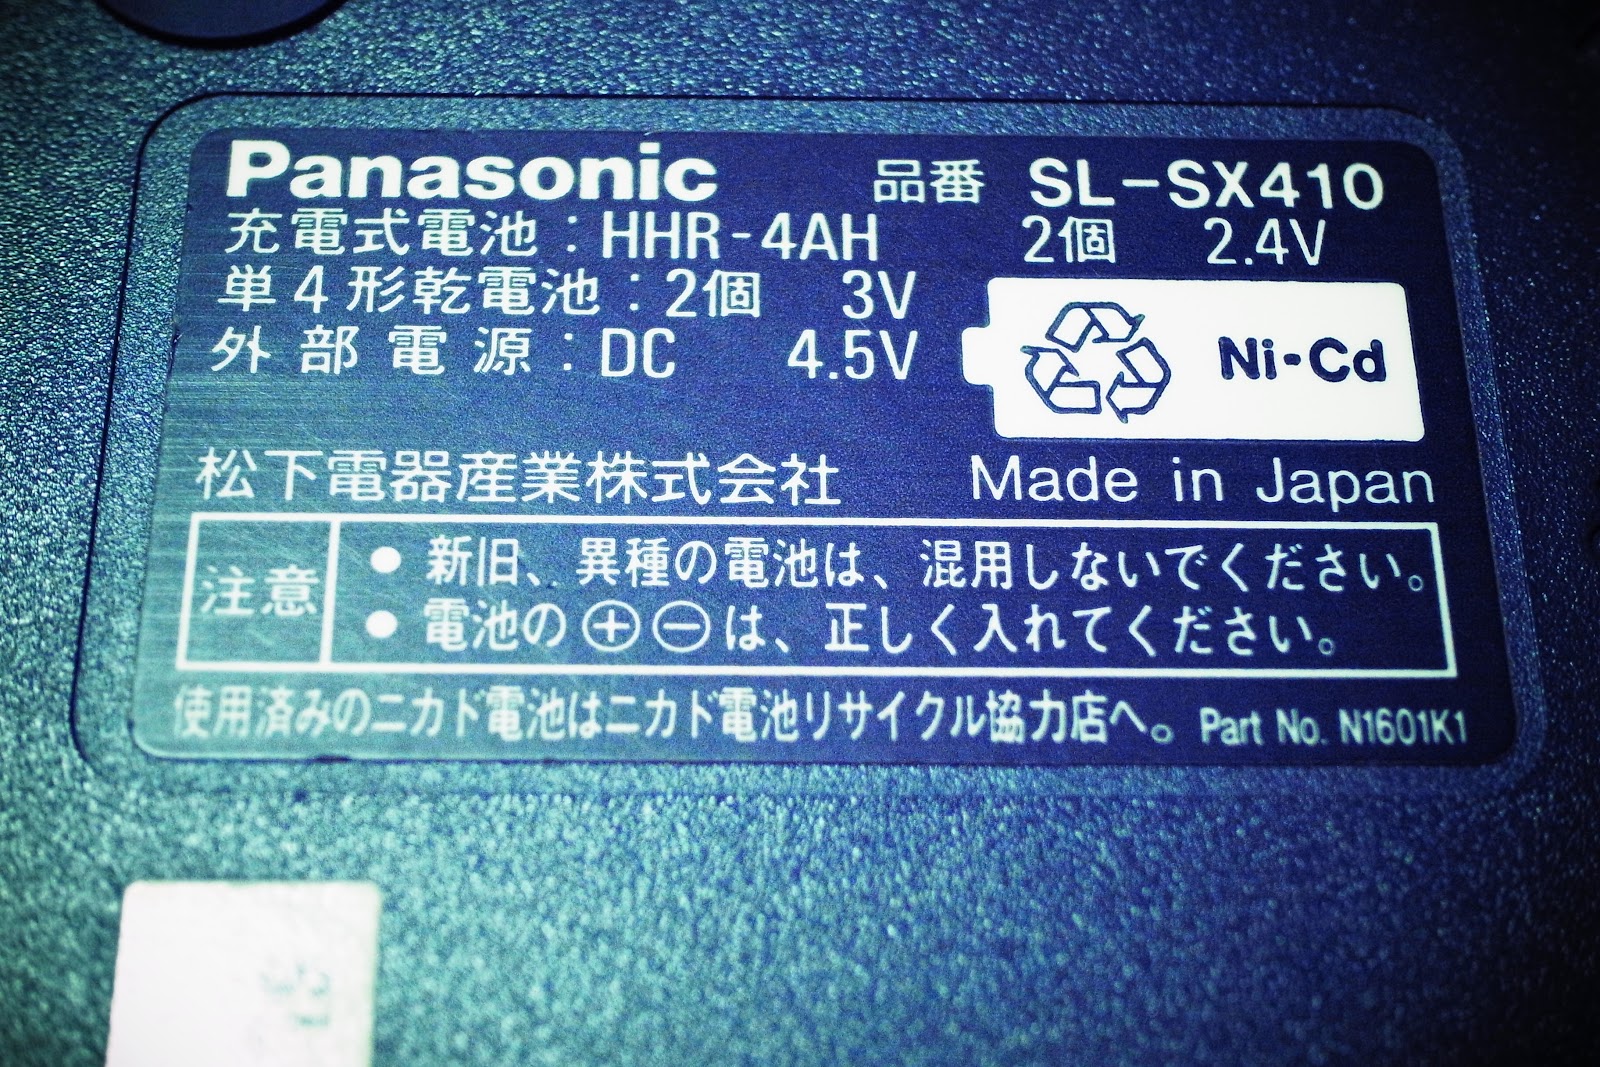 Panasonic 品番 SL-SX410
充電式電池：HHR-4AH 2個 2.4V
単4形乾電池：2個 3V
外部電源：DC 4.5V
Ni-Cd
松下電器産業株式会社 Made in Japan
注意
● 新旧、異種の電池は、混用しないでください。
● 電池の⊕⊖は、正しく入れてください。
使用済みのニカド電池はニカド電池リサイクル協力店へ。 Part No. N1601K1